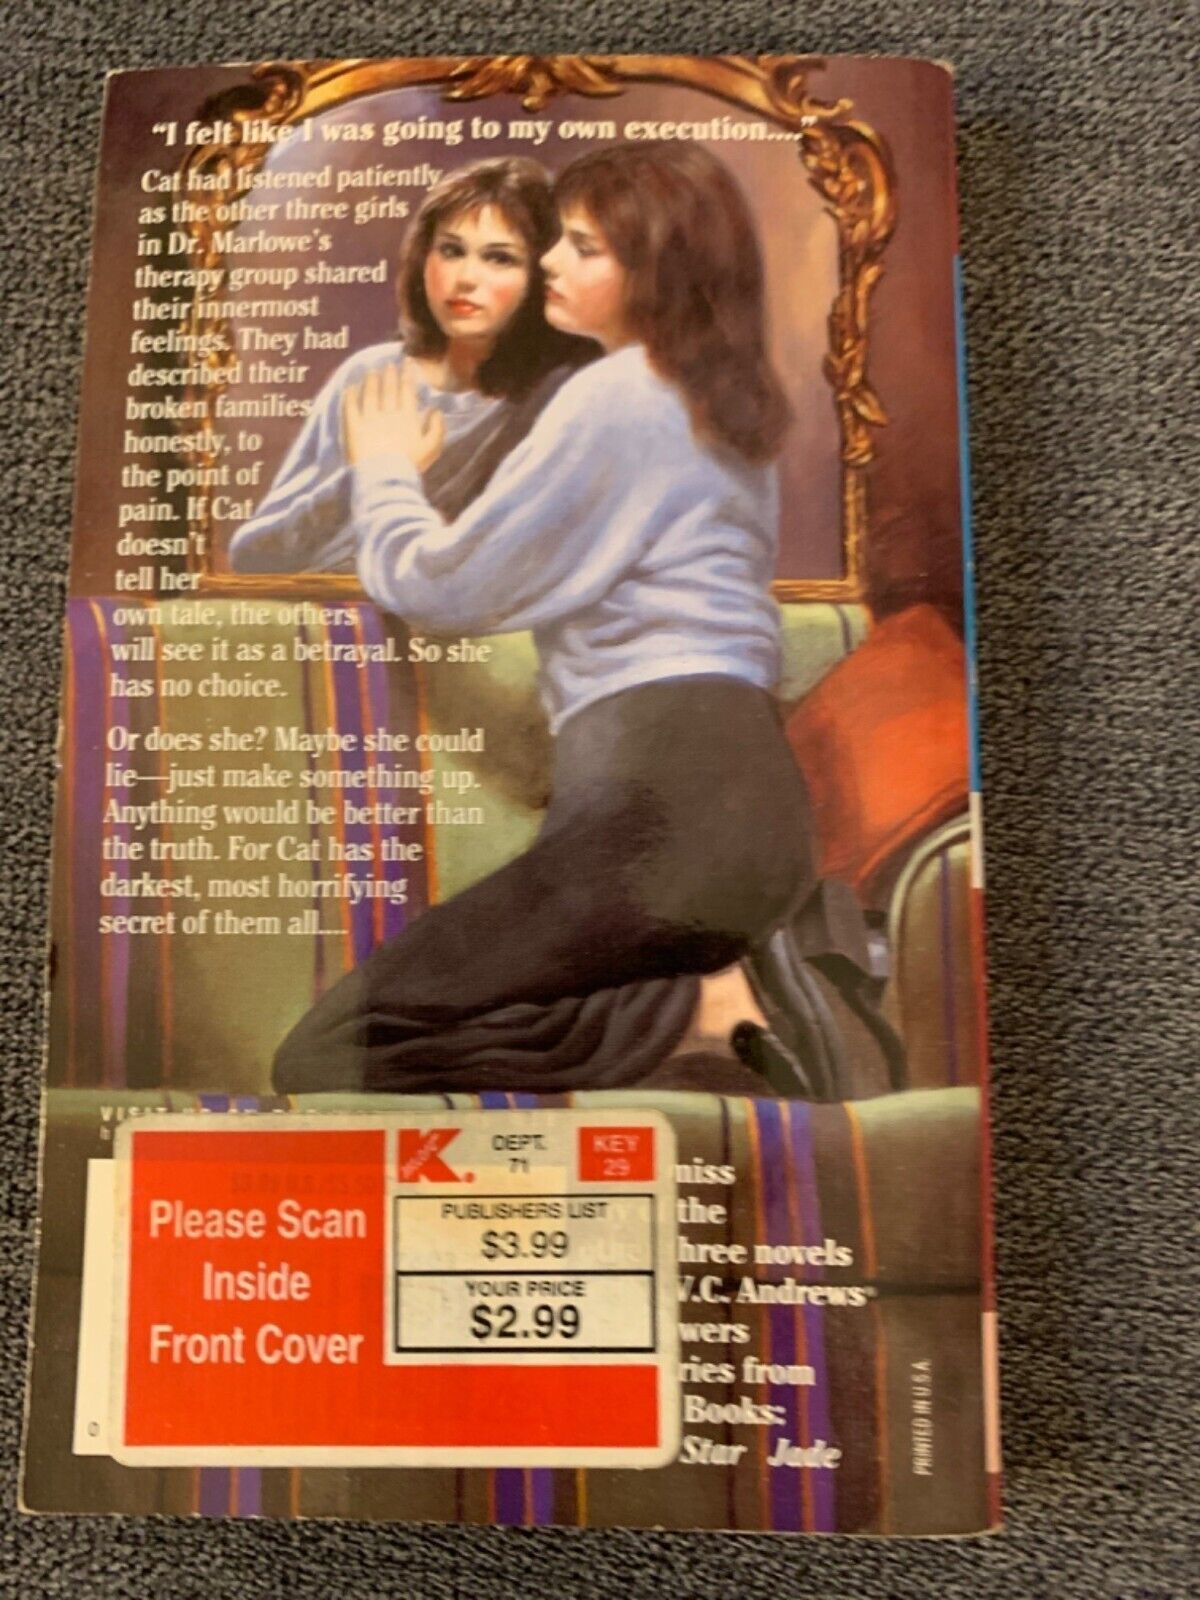 "I felt like I was going to my own execution...."
Cat had listened patiently
as the other three girls
in Dr. Marlowe's
therapy group shared
their innermost
feelings. They had
described their
broken families
honestly, to
the point of
pain. If Cat
doesn't
tell her
own tale, the others
will see it as a betrayal. So she
has no choice.
Or does she? Maybe she could
lie—just make something up.
Anything would be better than
the truth. For Cat has the
darkest, most horrifying
secret of them all....
VISIT US
Please Scan
Inside
Front Cover
K
DEPT.
71
KEY
29
PUBLISHERS LIST
$3.99
YOUR PRICE
$2.99
miss
the
three novels
V.C. Andrews®
wers
ries from
Books:
Star Jade
0
PRINTED IN U.S.A.